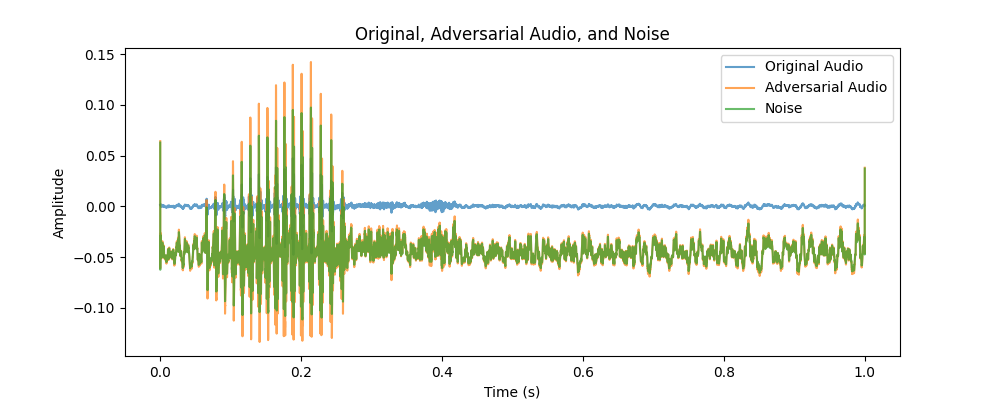 Original, Adversarial Audio, and Noise
Original Audio
Adversarial Audio
Noise
Amplitude
0.15
0.10
0.05
0.00
−0.05
−0.10
0.0
0.2
0.4
0.6
0.8
1.0
Time (s)